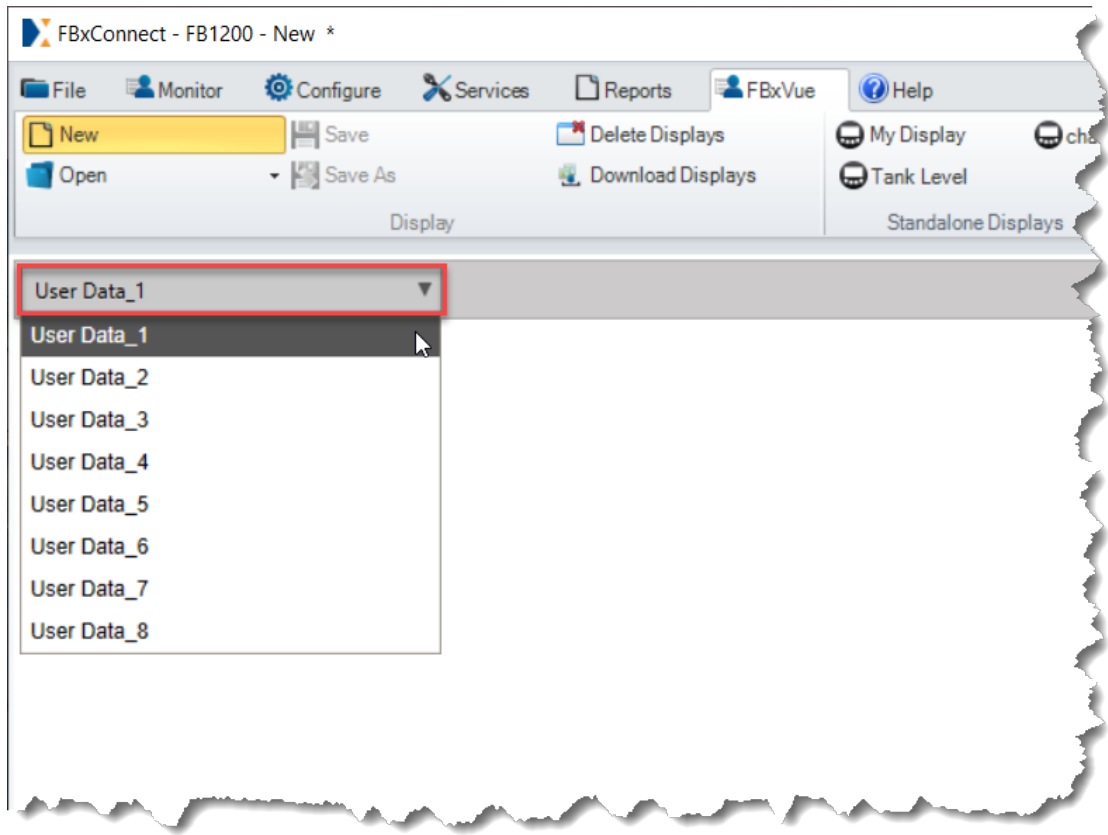 FBxConnect - FB1200 - New *
File Monitor Configure Services Reports FBxVue Help
New Save Delete Displays My Display
Open Save As Download Displays Tank Level
Display Standalone Displays
User Data_1
User Data_1
User Data_2
User Data_3
User Data_4
User Data_5
User Data_6
User Data_7
User Data_8